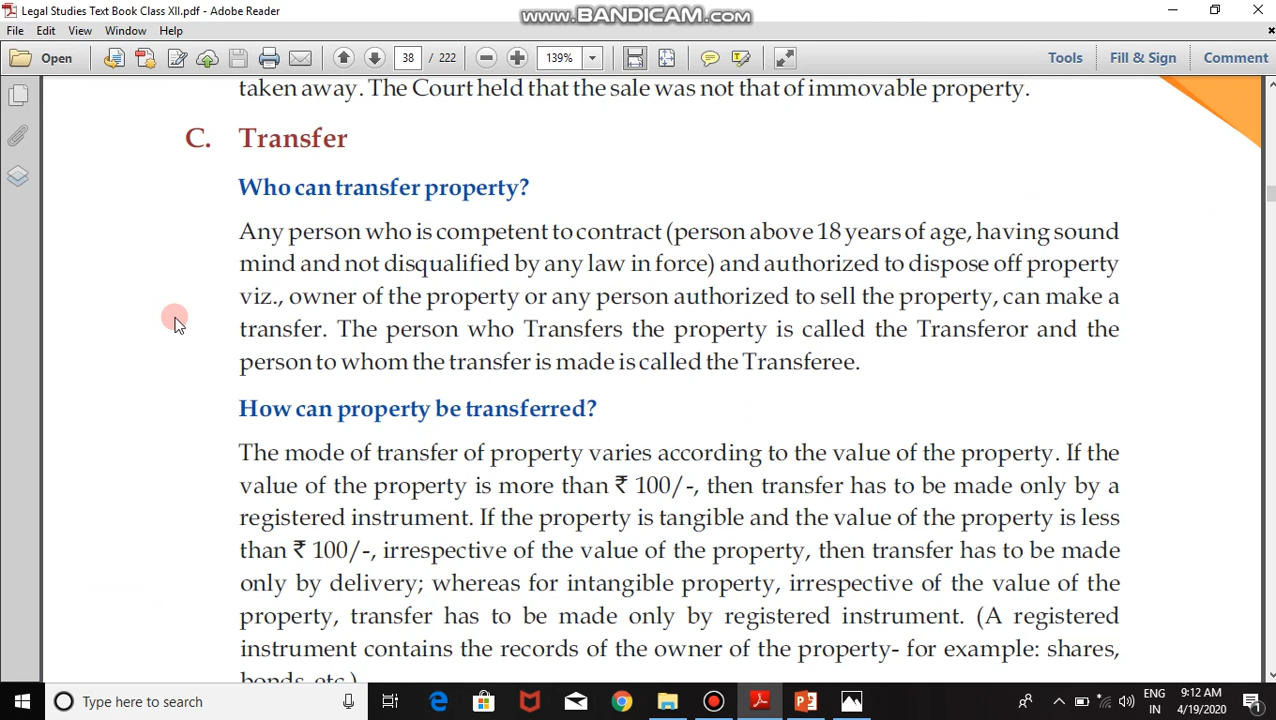 Legal Studies Text Book Class XII.pdf - Adobe Reader
www.BANDICAM.com
File Edit View Window Help
Open 38 / 222 139% Tools Fill & Sign Comment
taken away. The Court held that the sale was not that of immovable property.
C. Transfer
Who can transfer property?
Any person who is competent to contract (person above 18 years of age, having sound
mind and not disqualified by any law in force) and authorized to dispose off property
viz., owner of the property or any person authorized to sell the property, can make a
transfer. The person who Transfers the property is called the Transferor and the
person to whom the transfer is made is called the Transferee.
How can property be transferred?
The mode of transfer of property varies according to the value of the property. If the
value of the property is more than ₹ 100/-, then transfer has to be made only by a
registered instrument. If the property is tangible and the value of the property is less
than ₹ 100/-, irrespective of the value of the property, then transfer has to be made
only by delivery; whereas for intangible property, irrespective of the value of the
property, transfer has to be made only by registered instrument. (A registered
instrument contains the records of the owner of the property- for example: shares,
bonds, etc.)
Type here to search
ENG
IN
9:12 AM
4/19/2020
1